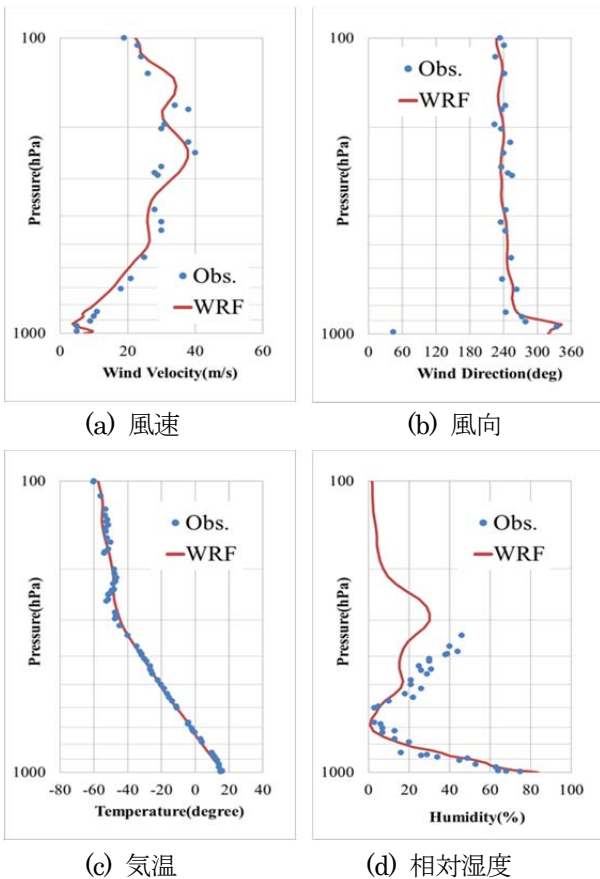 100
Obs.
WRF
Pressure(hPa)
1000
0 20 40 60
Wind Velocity(m/s)
(a) 風速
100
Obs.
WRF
Pressure(hPa)
1000
0 60 120 180 240 300 360
Wind Direction(deg)
(b) 風向
100
Obs.
WRF
Pressure(hPa)
1000
-80 -60 -40 -20 0 20 40
Temperature(degree)
(c) 気温
100
Obs.
WRF
Pressure(hPa)
1000
0 20 40 60 80 100
Humidity(%)
(d) 相対湿度